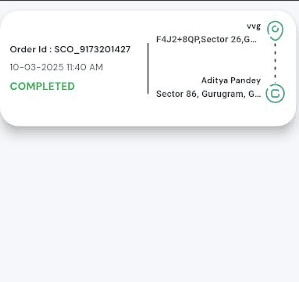 Order Id : SCO_9173201427
10-03-2025 11:40 AM
COMPLETED
vvg
F4J2+8QP,Sector 26,G...
Aditya Pandey
Sector 86, Gurugram, G...